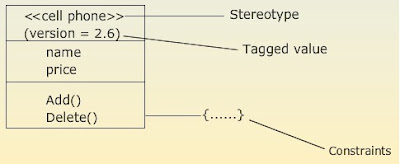 <<cell phone>>
(version = 2.6)
name
price
Add()
Delete()
Stereotype
Tagged value
{......}
Constraints